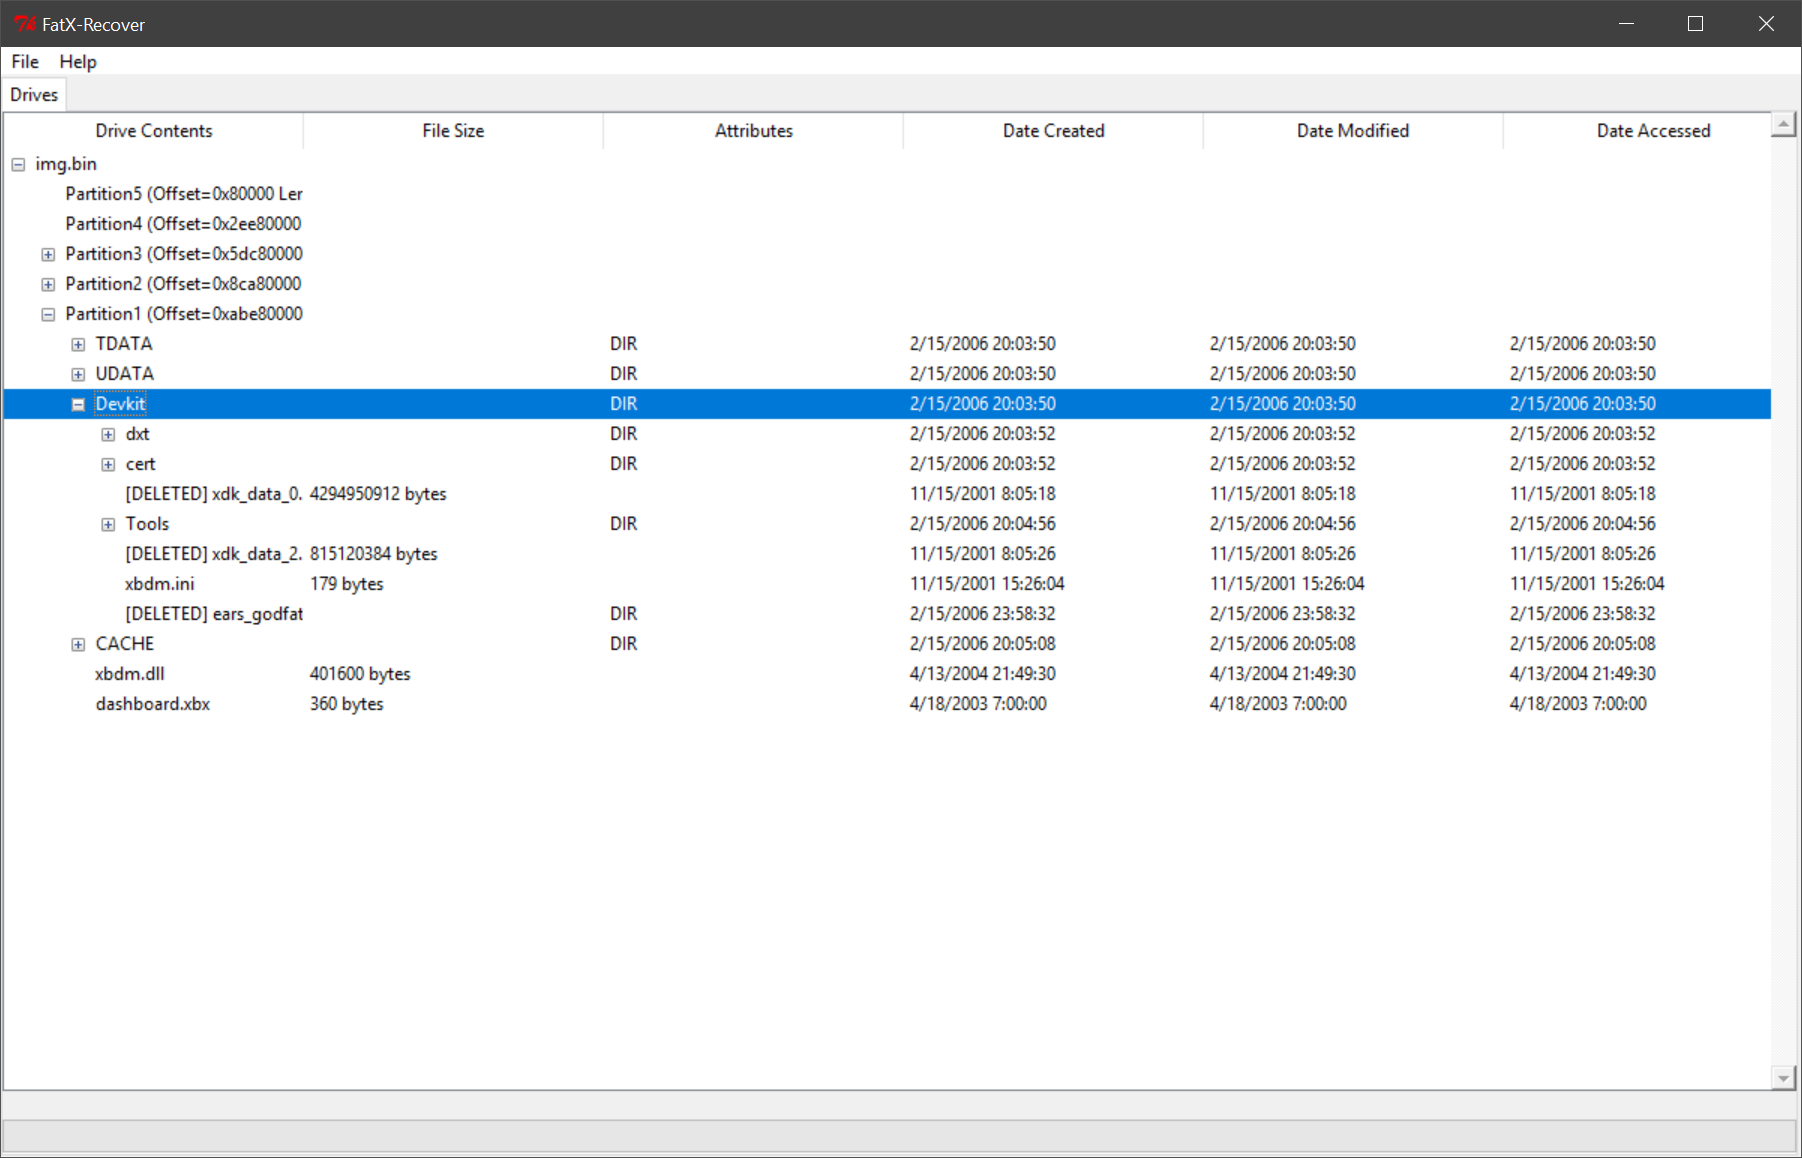 FatX-Recover
File Help
Drives
Drive Contents File Size Attributes Date Created Date Modified Date Accessed
img.bin
Partition5 (Offset=0x80000 Ler
Partition4 (Offset=0x2ee80000
Partition3 (Offset=0x5dc80000
Partition2 (Offset=0x8ca80000
Partition1 (Offset=0xabe80000
TDATA DIR 2/15/2006 20:03:50 2/15/2006 20:03:50 2/15/2006 20:03:50
UDATA DIR 2/15/2006 20:03:50 2/15/2006 20:03:50 2/15/2006 20:03:50
Devkit DIR 2/15/2006 20:03:50 2/15/2006 20:03:50 2/15/2006 20:03:50
dxt DIR 2/15/2006 20:03:52 2/15/2006 20:03:52 2/15/2006 20:03:52
cert DIR 2/15/2006 20:03:52 2/15/2006 20:03:52 2/15/2006 20:03:52
[DELETED] xdk_data_0. 4294950912 bytes 11/15/2001 8:05:18 11/15/2001 8:05:18 11/15/2001 8:05:18
Tools DIR 2/15/2006 20:04:56 2/15/2006 20:04:56 2/15/2006 20:04:56
[DELETED] xdk_data_2. 815120384 bytes 11/15/2001 8:05:26 11/15/2001 8:05:26 11/15/2001 8:05:26
xbdm.ini 179 bytes 11/15/2001 15:26:04 11/15/2001 15:26:04 11/15/2001 15:26:04
[DELETED] ears_godfat DIR 2/15/2006 23:58:32 2/15/2006 23:58:32 2/15/2006 23:58:32
CACHE DIR 2/15/2006 20:05:08 2/15/2006 20:05:08 2/15/2006 20:05:08
xbdm.dll 401600 bytes 4/13/2004 21:49:30 4/13/2004 21:49:30 4/13/2004 21:49:30
dashboard.xbx 360 bytes 4/18/2003 7:00:00 4/18/2003 7:00:00 4/18/2003 7:00:00